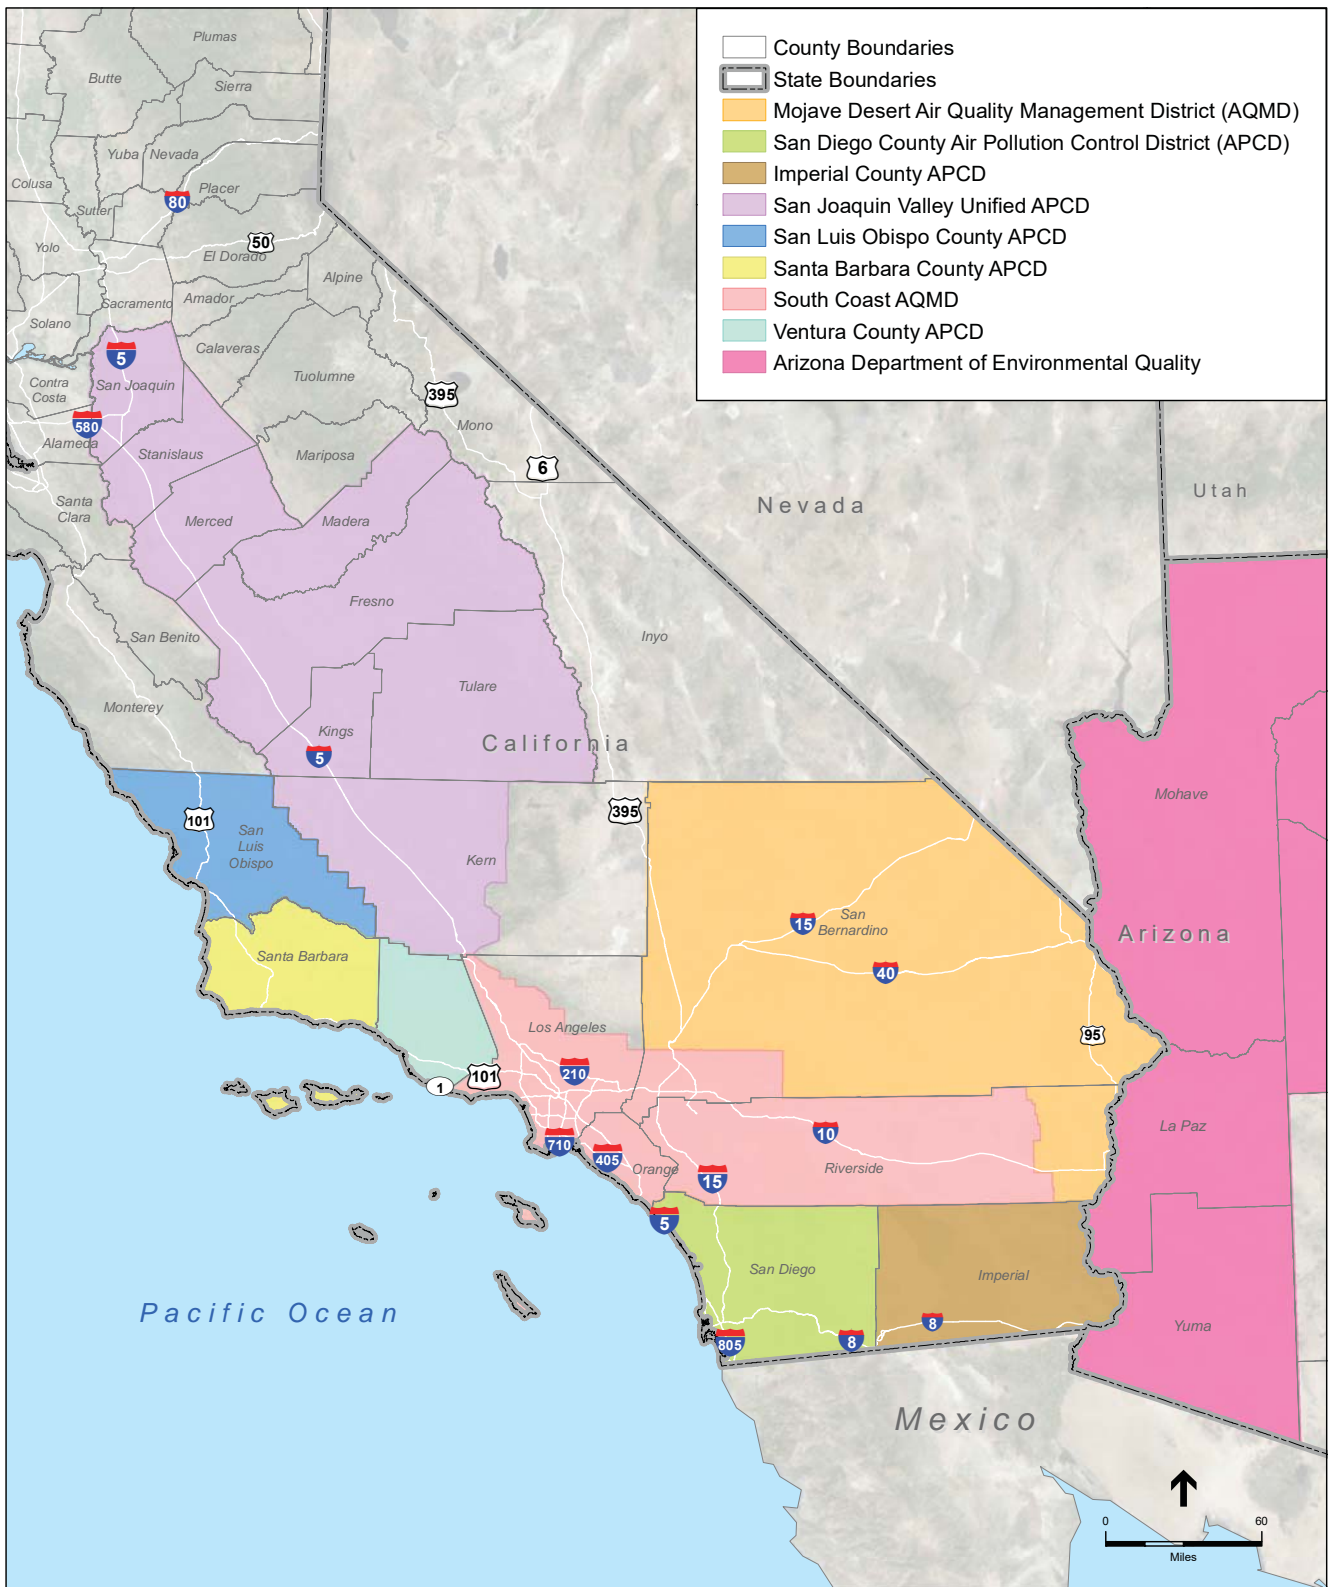 County Boundaries
State Boundaries
Mojave Desert Air Quality Management District (AQMD)
San Diego County Air Pollution Control District (APCD)
Imperial County APCD
San Joaquin Valley Unified APCD
San Luis Obispo County APCD
Santa Barbara County APCD
South Coast AQMD
Ventura County APCD
Arizona Department of Environmental Quality
Plumas
Butte
Sierra
Yuba
Nevada
Colusa
Placer
80
Sutter
50
Yolo
El Dorado
Alpine
Sacramento
Amador
Solano
Calaveras
5
Contra
Costa
San Joaquin
Tuolumne
395
580
Mono
Alameda
Stanislaus
Mariposa
6
Santa
Clara
Merced
Madera
Nevada
Utah
Fresno
San Benito
Inyo
Tulare
Monterey
Kings
California
5
Mohave
395
101
San
Luis
Obispo
Kern
15
San
Bernardino
Arizona
Santa Barbara
40
Los Angeles
95
210
101
1
La Paz
10
710
405
Orange
15
Riverside
5
San Diego
Imperial
Pacific Ocean
8
Yuma
805
8
Mexico
0
60
Miles